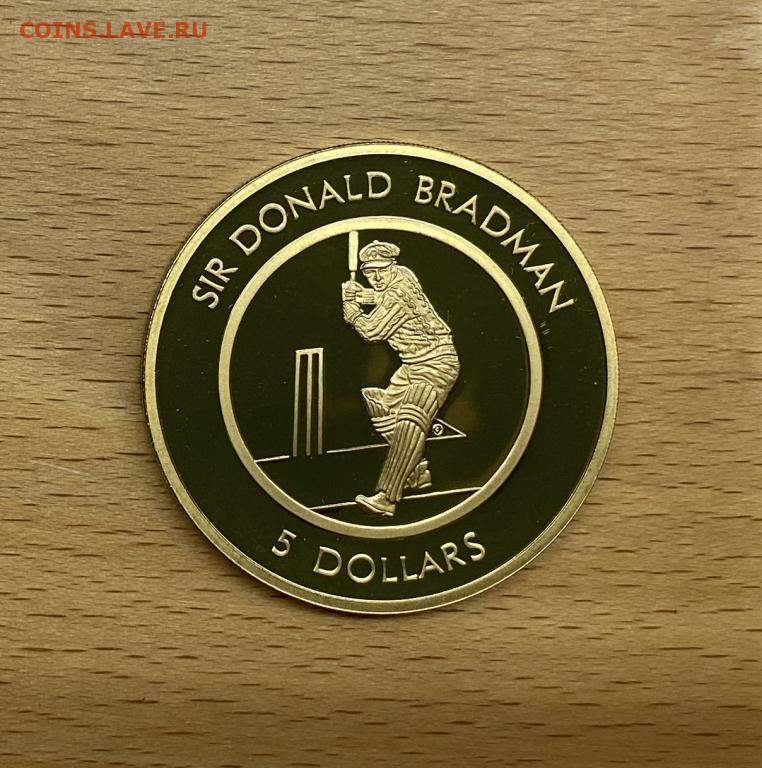 COINS.LAVE.RU
SIR DONALD BRADMAN
5 DOLLARS